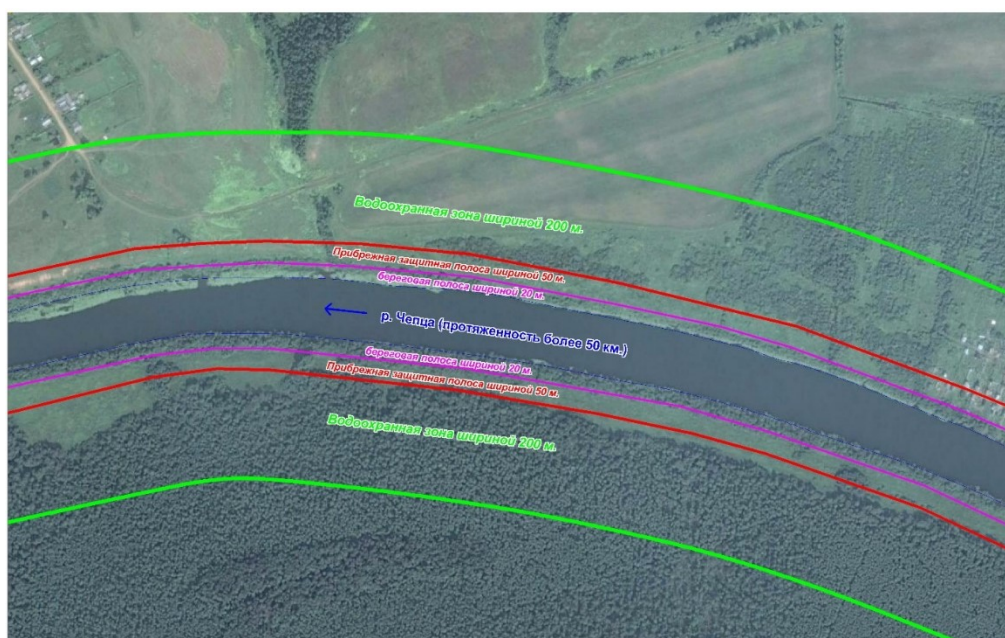 Водоохранная зона шириной 200 м.
Прибрежная защитная полоса шириной 50 м.
береговая полоса шириной 20 м.
р. Чепца (протяженность более 50 км.)
береговая полоса шириной 20 м.
Прибрежная защитная полоса шириной 50 м.
Водоохранная зона шириной 200 м.